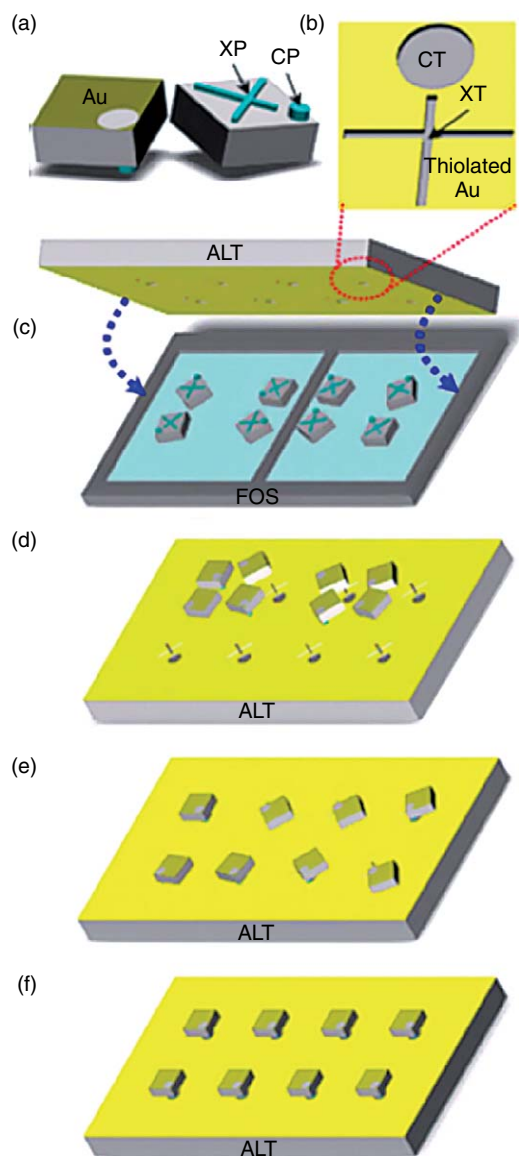 (a)
XP
CP
Au
(b)
CT
XT
Thiolated
Au
ALT
(c)
FOS
(d)
ALT
(e)
ALT
(f)
ALT